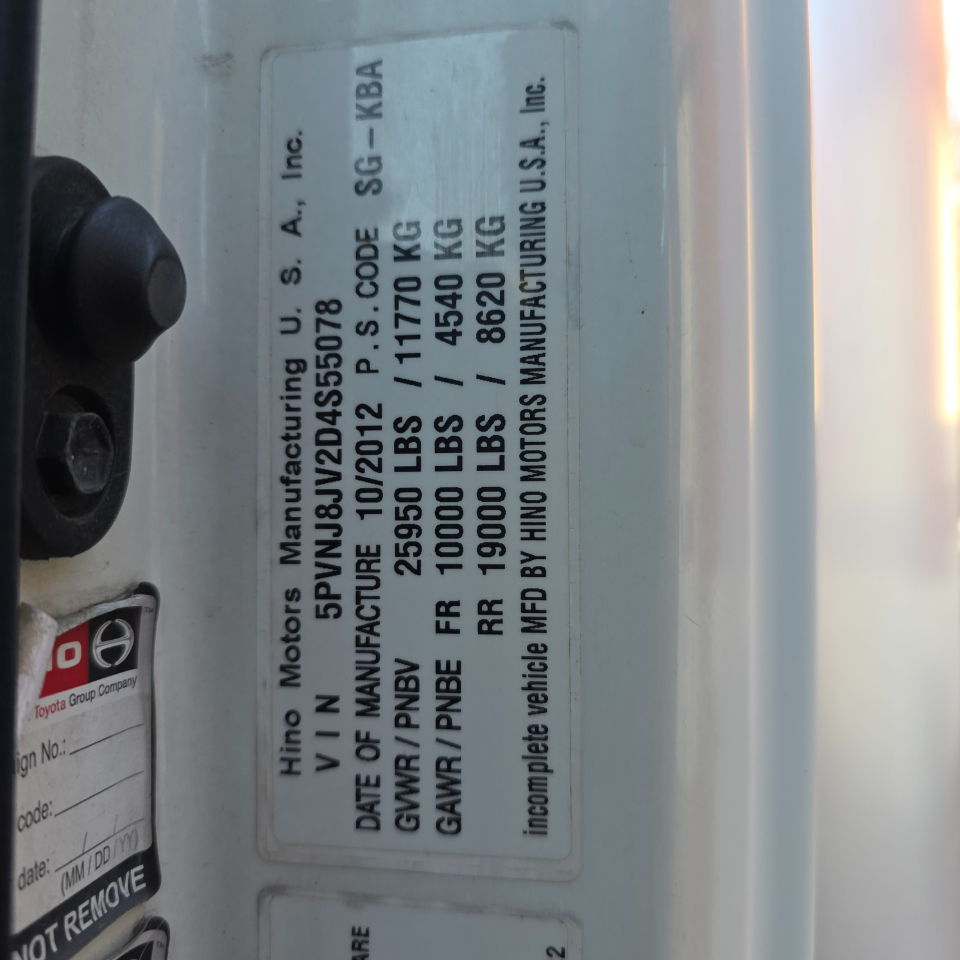 Hino Motors Manufacturing U. S. A., Inc.
VIN 5PVNJ8JV2D4S55078
DATE OF MANUFACTURE 10/2012 P.S.CODE SG-KBA
GVWR/PNBV 25950 LBS / 11770 KG
GAWR/PNBE FR 10000 LBS / 4540 KG
RR 19000 LBS / 8620 KG
incomplete vehicle MFD BY HINO MOTORS MANUFACTURING U.S.A., Inc.
Toyota Group Company
No.:
code:
date: / /
(MM / DD / YY)
NOT REMOVE